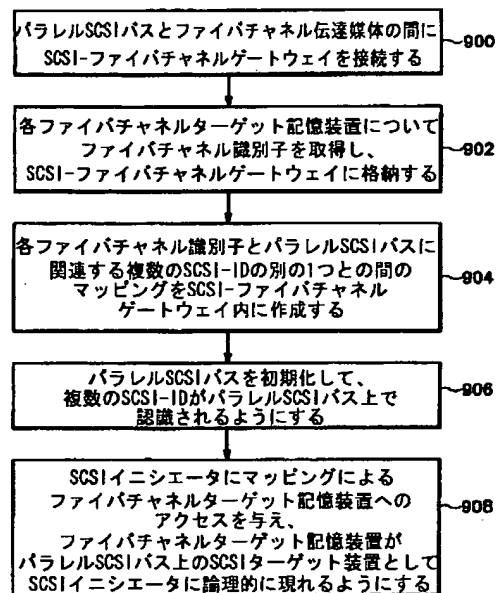 パラレルSCSIバスとファイバチャネル伝達媒体の間に
SCSI-ファイバチャネルゲートウェイを接続する
900
各ファイバチャネルターゲット記憶装置について
ファイバチャネル識別子を取得し、
SCSI-ファイバチャネルゲートウェイに格納する
902
各ファイバチャネル識別子とパラレルSCSIバスに
関連する複数のSCSI-IDの別の1つとの間の
マッピングをSCSI-ファイバチャネル
ゲートウェイ内に作成する
904
パラレルSCSIバスを初期化して、
複数のSCSI-IDがパラレルSCSIバス上で
認識されるようにする
906
SCSIイニシエータにマッピングによる
ファイバチャネルターゲット記憶装置への
アクセスを与え、
ファイバチャネルターゲット記憶装置が
パラレルSCSIバス上のSCSIターゲット装置として
SCSIイニシエータに論理的に現れるようにする
908